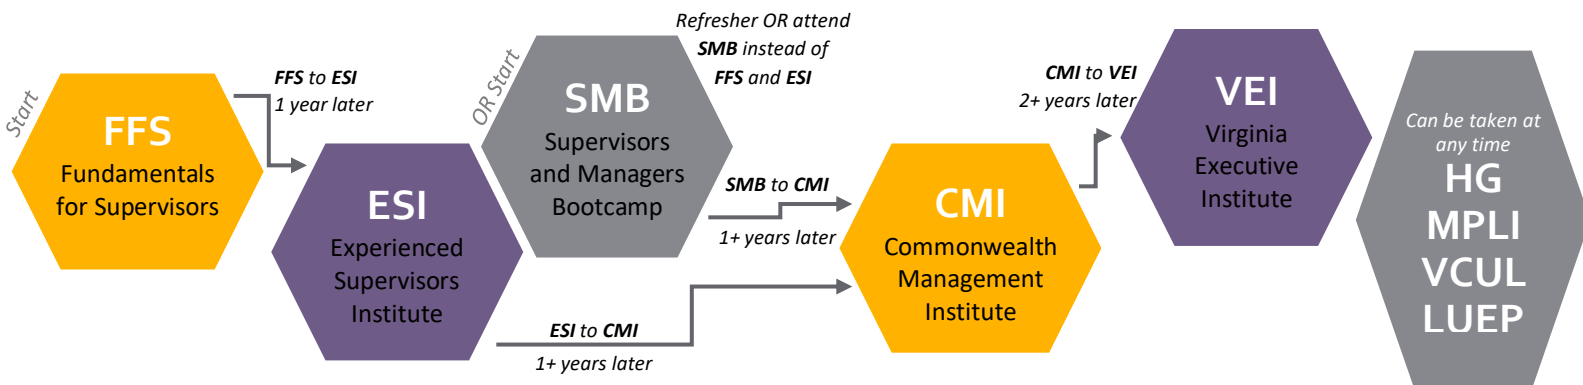 Start
FFS
Fundamentals
for Supervisors
FFS to ESI
1 year later
ESI
Experienced
Supervisors
Institute
OR Start
SMB
Supervisors
and Managers
Bootcamp
Refresher OR attend
SMB instead of
FFS and ESI
SMB to CMI
1+ years later
ESI to CMI
1+ years later
CMI
Commonwealth
Management
Institute
CMI to VEI
2+ years later
VEI
Virginia
Executive
Institute
Can be taken at
any time
HG
MPLI
VCUL
LUEP